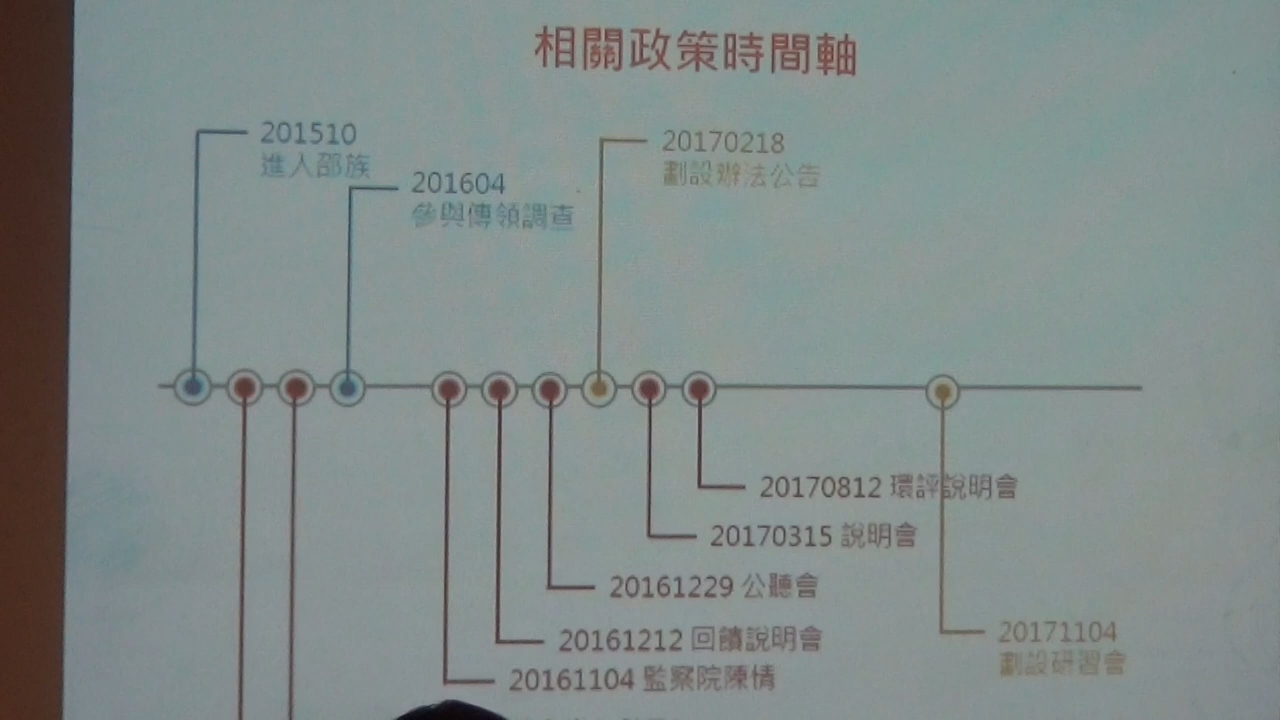 相關政策時間軸
201510
進入邵族
201604
參與傳領調查
20170218
劃設辦法公告
20170812 環評說明會
20170315 說明會
20161229 公聽會
20161212 回饋說明會
20161104 監察院陳情
20171104
劃設研習會